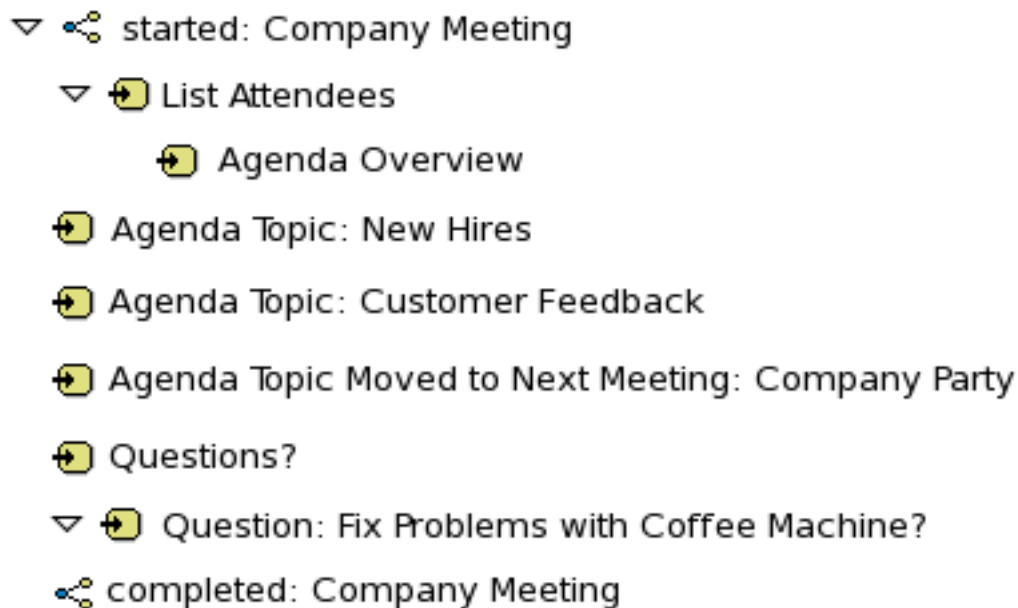 started: Company Meeting
List Attendees
Agenda Overview
Agenda Topic: New Hires
Agenda Topic: Customer Feedback
Agenda Topic Moved to Next Meeting: Company Party
Questions?
Question: Fix Problems with Coffee Machine?
completed: Company Meeting